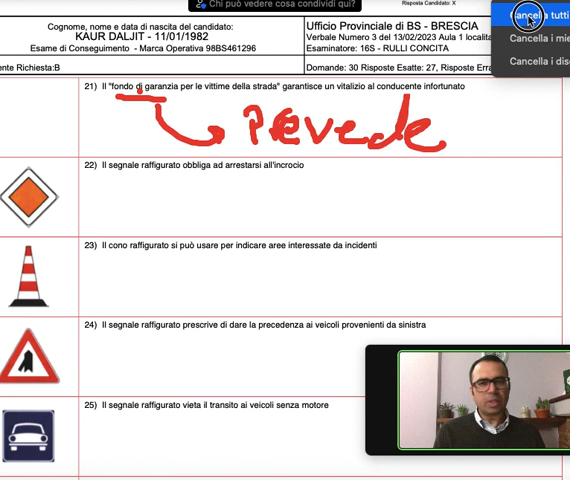 Chi può vedere cosa condividi qui?
Risposta Candidato: X
Cancella tutti
Cancella i
Cancella i
Cognome, nome e data di nascita del candidato:
KAUR DALJIT - 11/01/1982
Esame di Conseguimento - Marca Operativa 98BS461296
Ufficio Provinciale di BS - BRESCIA
Verbale Numero 3 del 13/02/2023 Aula 1
Esaminatore: 16S - RULLI CONCITA
Richiesta:B
Domande: 30 Risposte Esatte: 27, Risposte
21) Il "fondo di garanzia per le vittime della strada" garantisce un vitalizio al conducente infortunato
Prevede
22) Il segnale raffigurato obbliga ad arrestarsi all'incrocio
23) Il cono raffigurato si può usare per indicare aree interessate da incidenti
24) Il segnale raffigurato prescrive di dare la precedenza ai veicoli provenienti da sinistra
25) Il segnale raffigurato vieta il transito ai veicoli senza motore